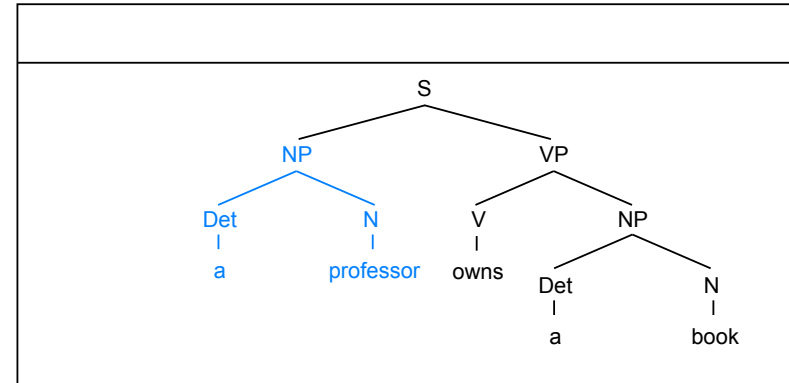 S
NP VP
Det N V NP
a professor owns Det N
a book